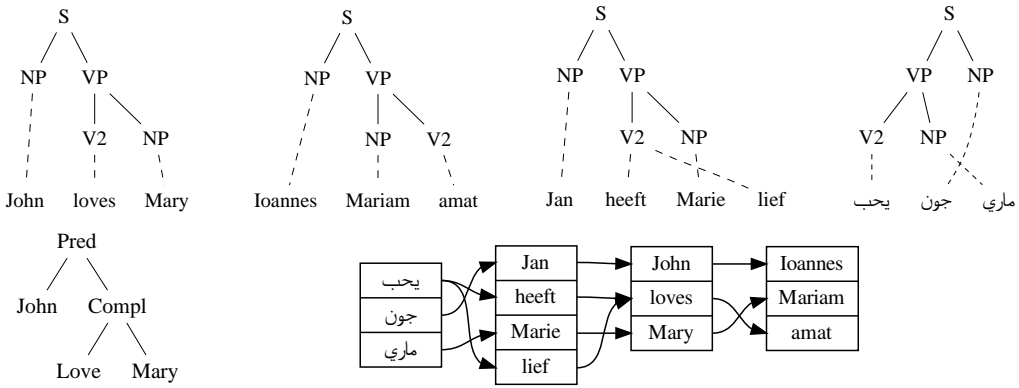 S S S S
NP VP NP VP NP VP VP NP
V2 NP NP V2 V2 NP V2 NP
John loves Mary Ioannes Mariam amat Jan heeft Marie lief يحب جون ماري
Pred
John Compl
Love Mary
يحب
جون
ماري
Jan
heeft
Marie
lief
John
loves
Mary
Ioannes
Mariam
amat